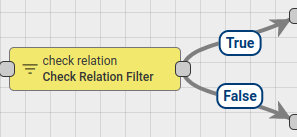 True
check relation
Check Relation Filter
False